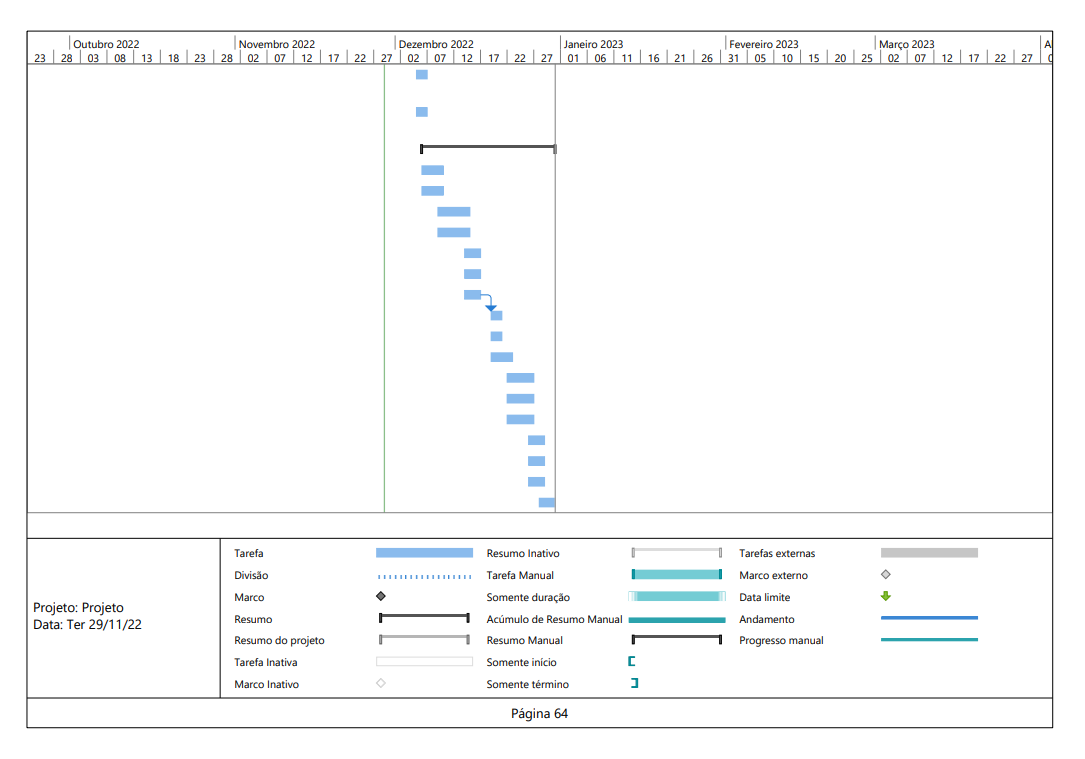 Outubro 2022 Novembro 2022 Dezembro 2022 Janeiro 2023 Fevereiro 2023 Março 2023 A
23 28 03 08 13 18 23 28 02 07 12 17 22 27 02 07 12 17 22 27 01 06 11 16 21 26 31 05 10 15 20 25 02 07 12 17 22 27
Tarefa Resumo Inativo Tarefas externas
Divisão Tarefa Manual Marco externo
Marco Somente duração Data limite
Resumo Acúmulo de Resumo Manual Andamento
Resumo do projeto Resumo Manual Progresso manual
Tarefa Inativa Somente início
Marco Inativo Somente término
Projeto: Projeto
Data: Ter 29/11/22
Página 64